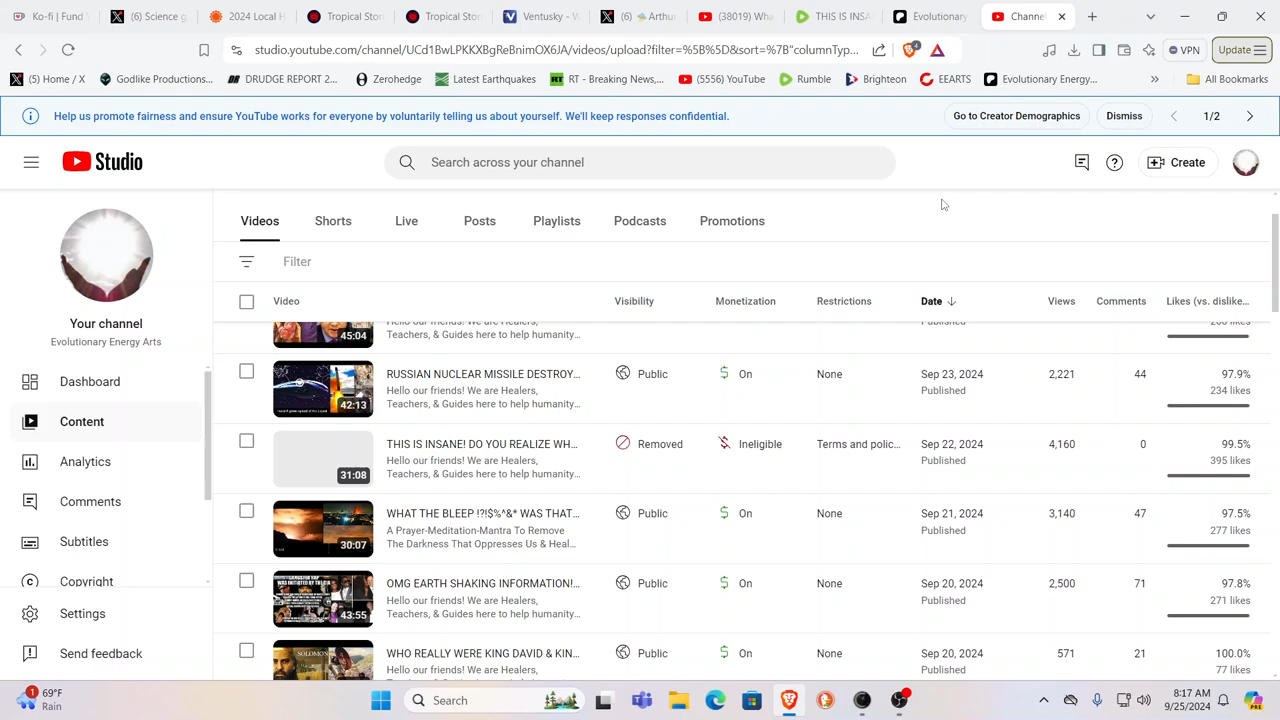 Ko-fi | Fund
(6) Science g
2024 Local H
Tropical Stor
Tropical Stor
Ventusky - W
(6) Arthur
(38019) Wha
THIS IS INSA
Evolutionary
Channel
studio.youtube.com/channel/UCd1BwLPKKXBgReBnimOX6JA/videos/upload?filter=%5B%5D&sort=%7B"columnTyp...
4
VPN
Update
(5) Home / X
Godlike Productions...
DRUDGE REPORT 2...
Zerohedge
Latest Earthquakes
RT - Breaking News,...
(5556) YouTube
Rumble
Brighteon
EEARTS
Evolutionary Energy...
»
All Bookmarks
Help us promote fairness and ensure YouTube works for everyone by voluntarily telling us about yourself. We'll keep responses confidential.
Go to Creator Demographics
Dismiss
1/2
Studio
Search across your channel
Create
Videos
Shorts
Live
Posts
Playlists
Podcasts
Promotions
Filter
Video
Visibility
Monetization
Restrictions
Date
Views
Comments
Likes (vs. dislike...
Your channel
Evolutionary Energy Arts
Dashboard
Content
Analytics
Comments
Subtitles
Copyright
Settings
Send feedback
45:04
Hello our friends! We are Healers,
Teachers, & Guides here to help humanity...
Published
42:13
RUSSIAN NUCLEAR MISSILE DESTROY...
Hello our friends! We are Healers,
Teachers, & Guides here to help humanity...
Public
On
None
Sep 23, 2024
Published
2,221
44
97.9%
234 likes
31:08
THIS IS INSANE! DO YOU REALIZE WH...
Hello our friends! We are Healers,
Teachers, & Guides here to help humanity...
Removed
Ineligible
Terms and polic...
Sep 22, 2024
Published
4,160
0
99.5%
395 likes
30:07
WHAT THE BLEEP !?!$%^&* WAS THAT...
A Prayer-Meditation-Mantra To Remove
The Darkness That Oppresses Us & Heal...
Public
On
None
Sep 21, 2024
Published
3,140
47
97.5%
277 likes
43:55
OMG EARTH SHAKING INFORMATION!...
Hello our friends! We are Healers,
Teachers, & Guides here to help humanity...
Public
On
None
Sep 20, 2024
Published
2,500
71
97.8%
271 likes
SOLOMON
WHO REALLY WERE KING DAVID & KIN...
Hello our friends! We are Healers,
Public
On
None
Sep 20, 2024
Published
571
21
100.0%
77 likes
1
69°F
Rain
Search
8:17 AM
9/25/2024